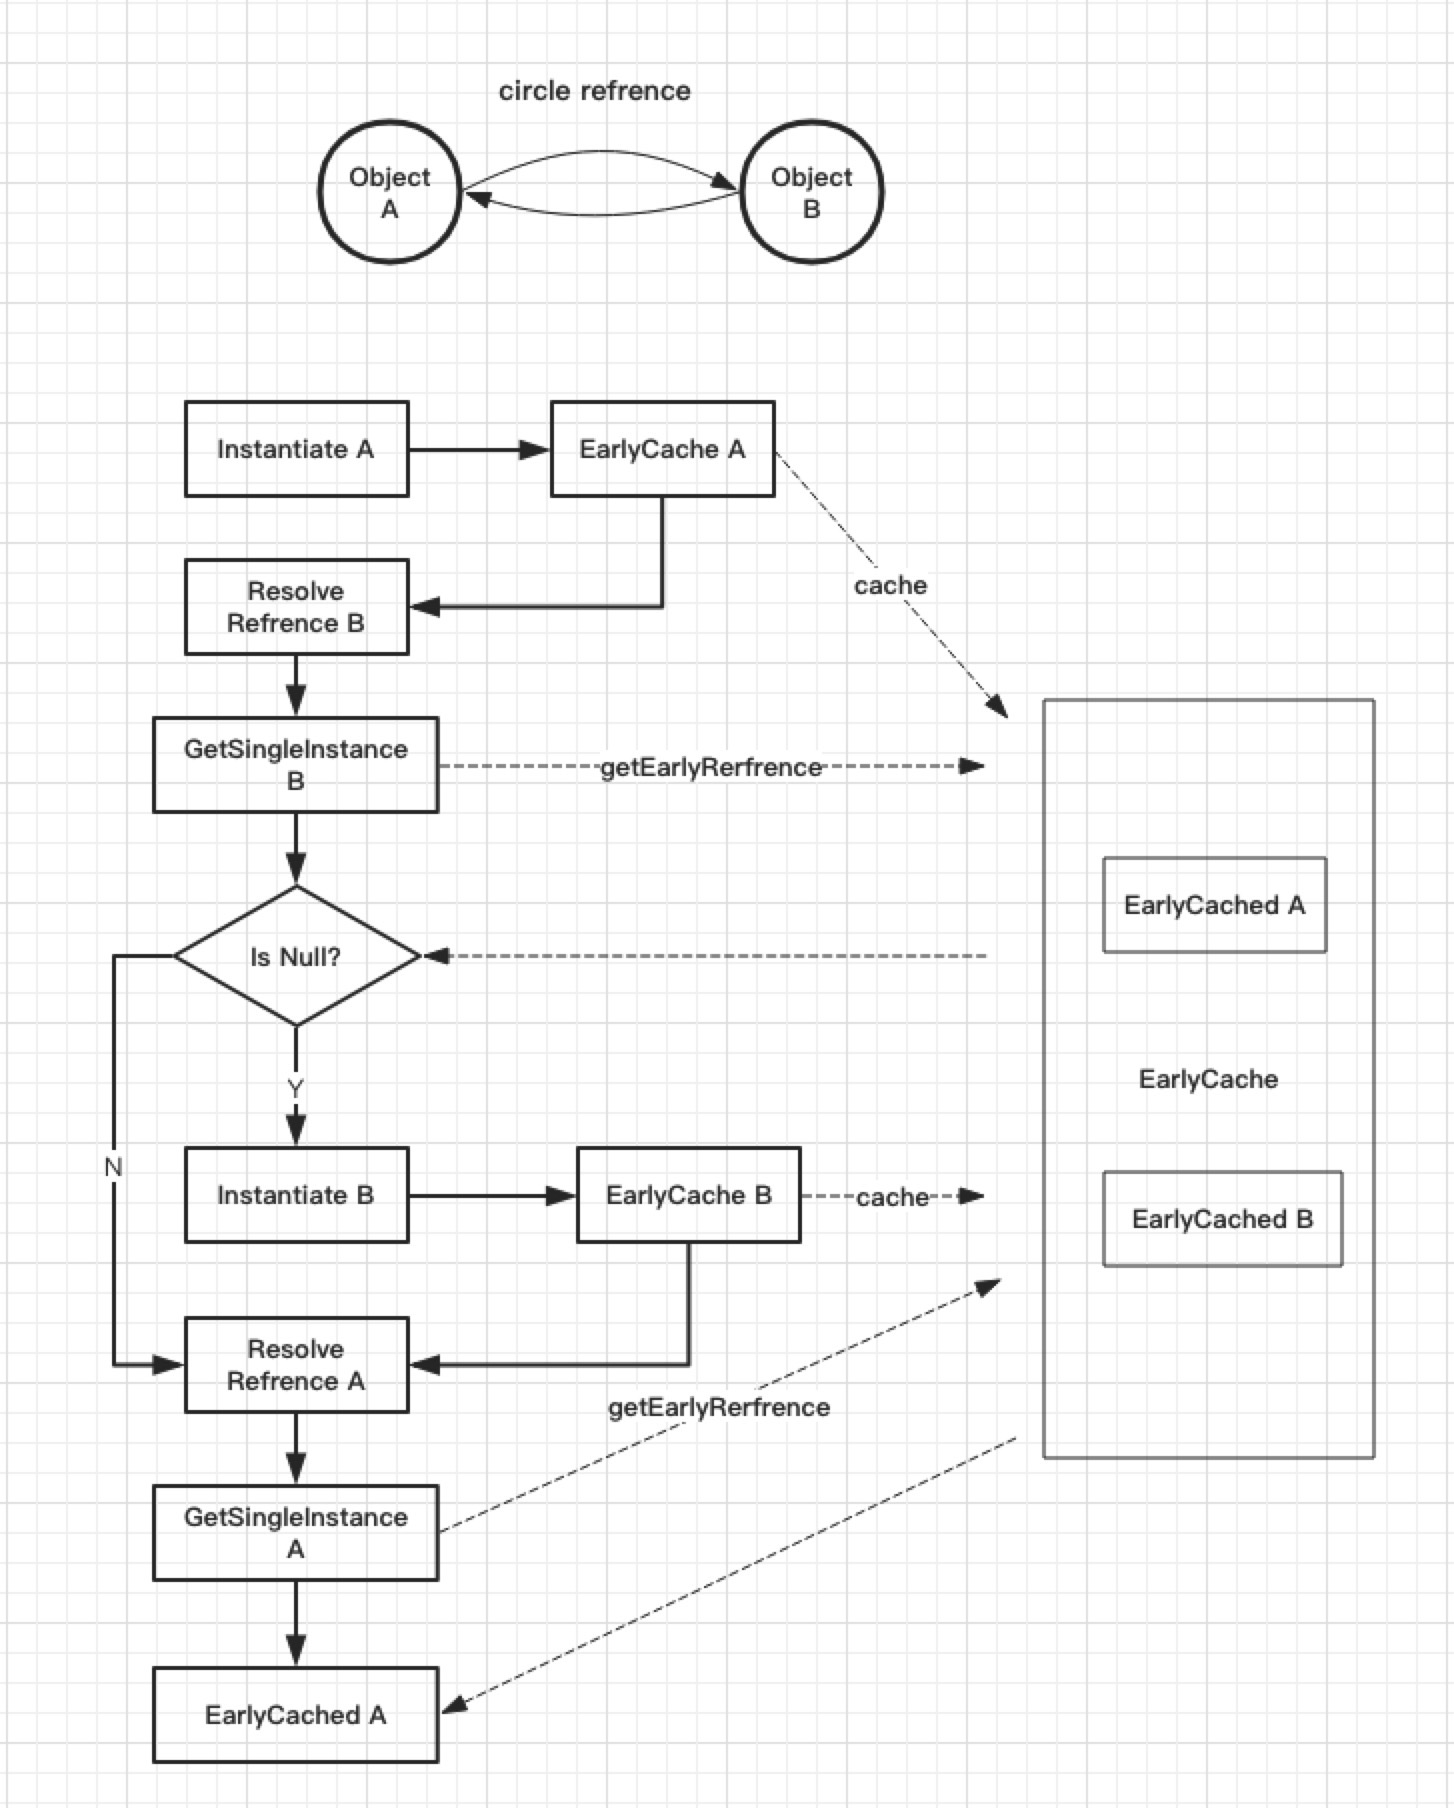 circle refrence
Object
A
Object
B
Instantiate A
EarlyCache A
Resolve
Refrence B
cache
GetSingleInstance
B
getEarlyRerfrence
EarlyCached A
Is Null?
EarlyCache
Y
N
Instantiate B
EarlyCache B
cache
EarlyCached B
Resolve
Refrence A
getEarlyRerfrence
GetSingleInstance
A
EarlyCached A